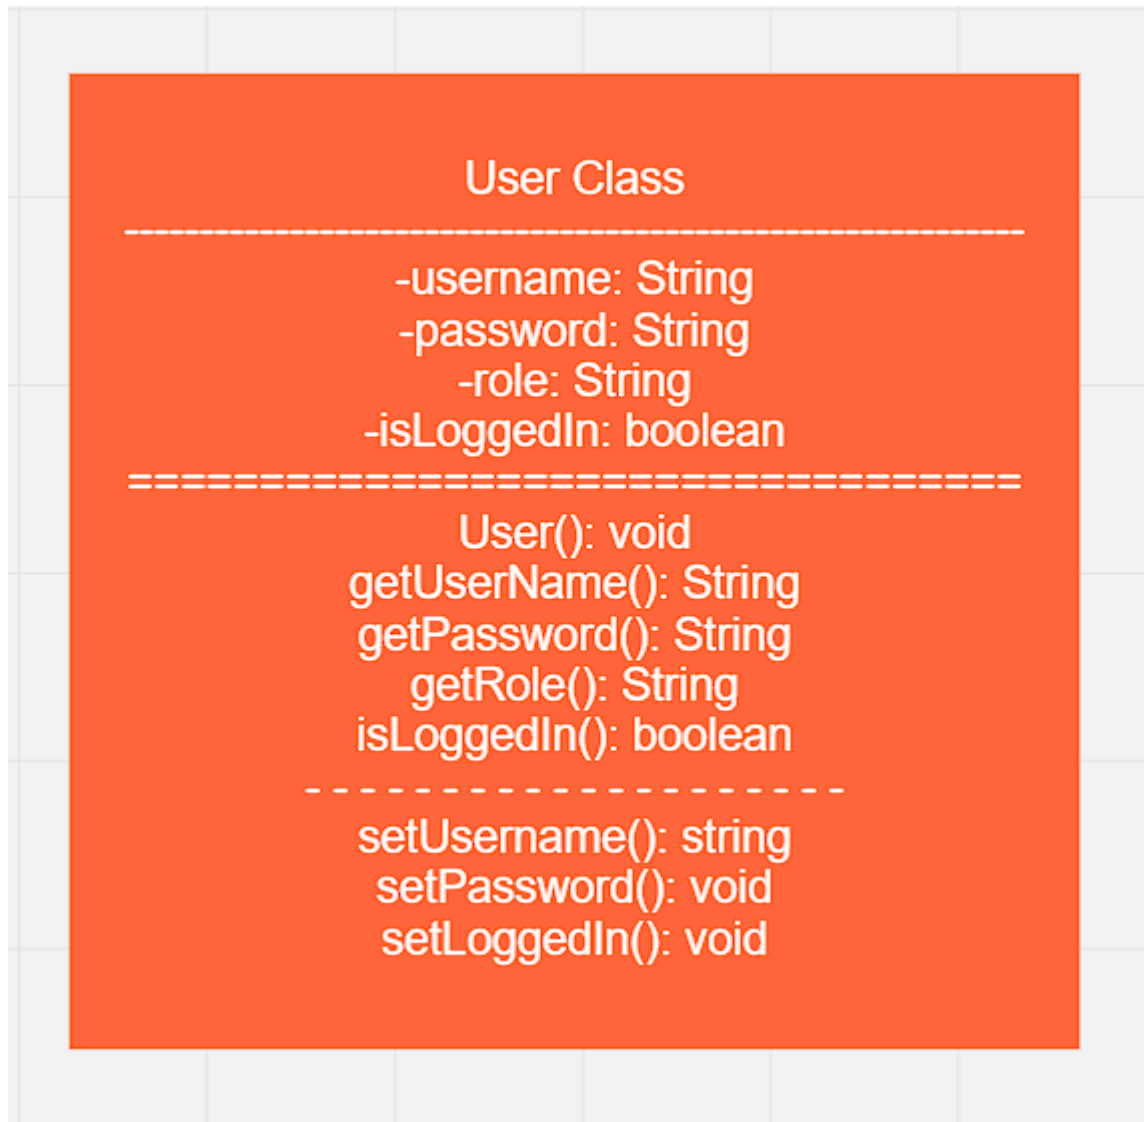 User Class
------------------------------------------------------------
-username: String
-password: String
-role: String
-isLoggedIn: boolean
==================================
User(): void
getUserName(): String
getPassword(): String
getRole(): String
isLoggedIn(): boolean
- - - - - - - - - - - - - - - - - - - -
setUsername(): string
setPassword(): void
setLoggedIn(): void